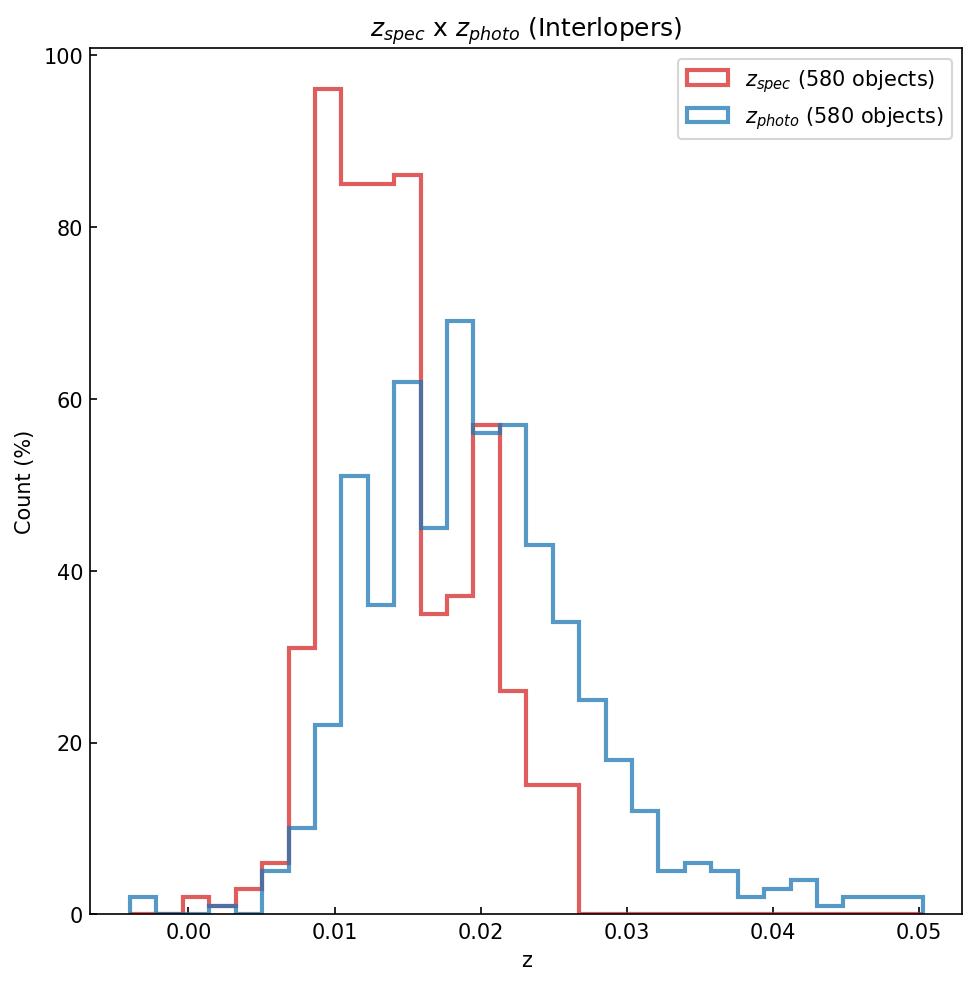 z_spec x z_photo (Interlopers)
z_spec (580 objects)
z_photo (580 objects)
Count (%)
100
80
60
40
20
0
0.00 0.01 0.02 0.03 0.04 0.05
z